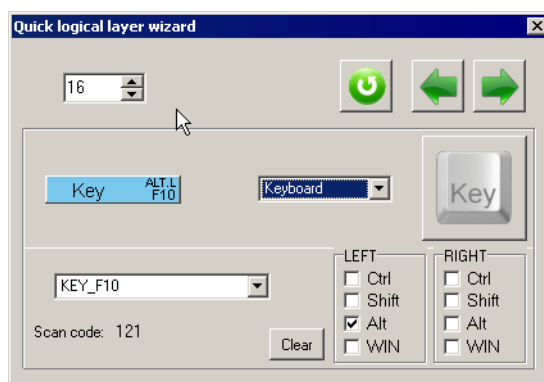 Quick logical layer wizard
16
Key ALT.L F10
Keyboard
Key
KEY_F10
Scan code: 121
Clear
LEFT
Ctrl
Shift
Alt
WIN
RIGHT
Ctrl
Shift
Alt
WIN